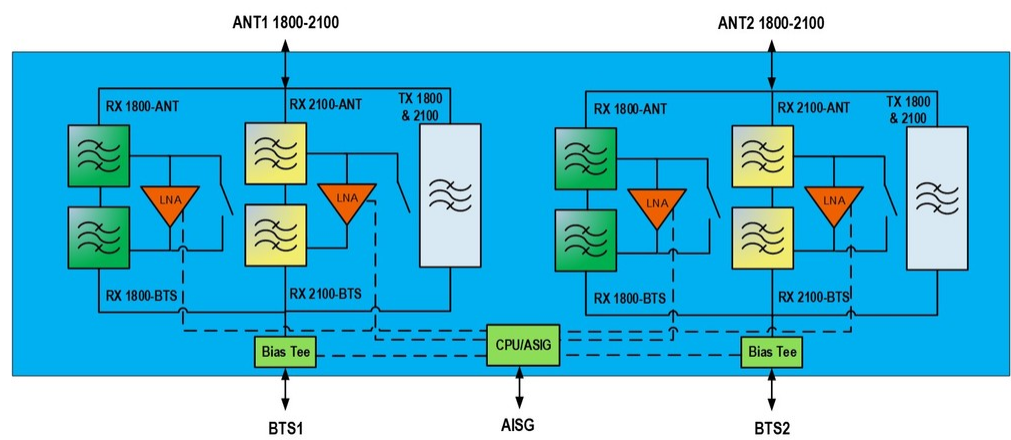 ANT1 1800-2100
ANT2 1800-2100
RX 1800-ANT
RX 2100-ANT
TX 1800
& 2100
RX 1800-ANT
RX 2100-ANT
TX 1800
& 2100
LNA
LNA
LNA
LNA
RX 1800-BTS
RX 2100-BTS
RX 1800-BTS
RX 2100-BTS
Bias Tee
CPU/ASIG
Bias Tee
BTS1
AISG
BTS2